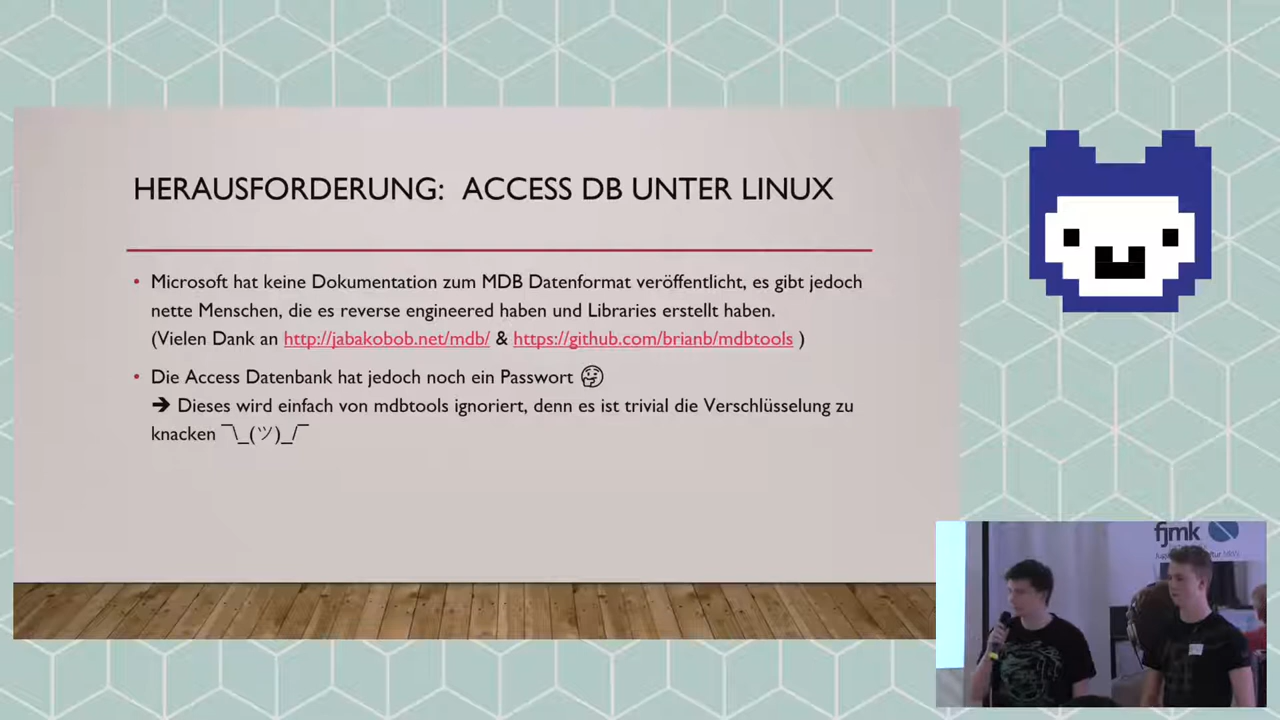 HERAUSFORDERUNG: ACCESS DB UNTER LINUX
• Microsoft hat keine Dokumentation zum MDB Datenformat veröffentlicht, es gibt jedoch
nette Menschen, die es reverse engineered haben und Libraries erstellt haben.
(Vielen Dank an http://jabakobob.net/mdb/ & https://github.com/brianb/mdbtools )
• Die Access Datenbank hat jedoch noch ein Passwort 🤔
➔ Dieses wird einfach von mdbtools ignoriert, denn es ist trivial die Verschlüsselung zu
knacken ¯\_(ツ)_/¯
fjmk